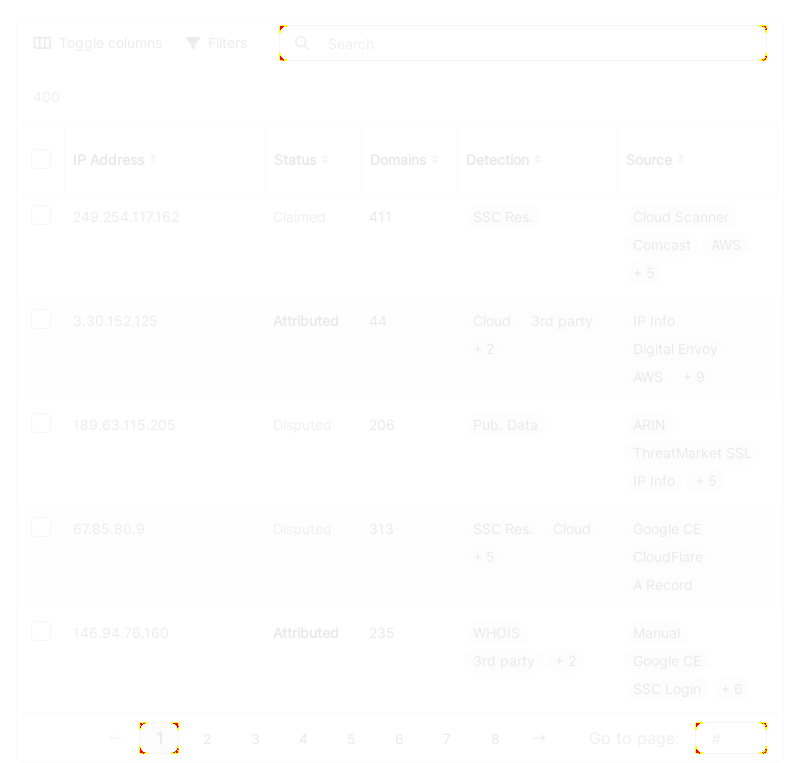 Toggle columns Filters Search
400
IP Address Status Domains Detection Source
249.254.117.162 Claimed 411 SSC Res. Cloud Scanner
Comcast AWS
+ 5
3.30.152.125 Attributed 44 Cloud 3rd party IP Info
+ 2 Digital Envoy
AWS + 9
189.63.115.205 Disputed 206 Pub. Data ARIN
ThreatMarket SSL
IP Info + 5
67.85.80.9 Disputed 313 SSC Res. Cloud Google CE
+ 5 CloudFlare
A Record
146.94.76.160 Attributed 235 WHOIS Manual
3rd party + 2 Google CE
SSC Login + 6
← 1 2 3 4 5 6 7 8 → Go to page: #